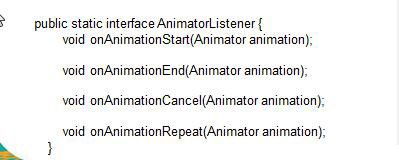 public static interface AnimatorListener {
void onAnimationStart(Animator animation);
void onAnimationEnd(Animator animation);
void onAnimationCancel(Animator animation);
void onAnimationRepeat(Animator animation);
}